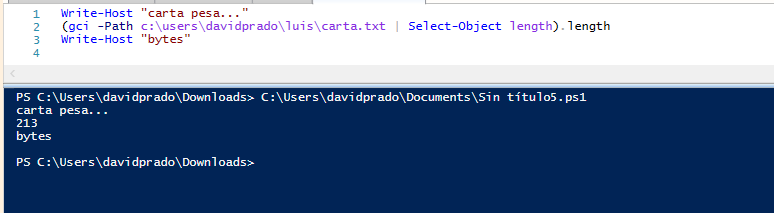 1 Write-Host "carta pesa..."
2 (gci -Path c:\users\davidprado\luis\carta.txt | Select-Object length).length
3 Write-Host "bytes"
4
PS C:\Users\davidprado\Downloads> C:\Users\davidprado\Documents\Sin título5.ps1
carta pesa...
213
bytes
PS C:\Users\davidprado\Downloads>